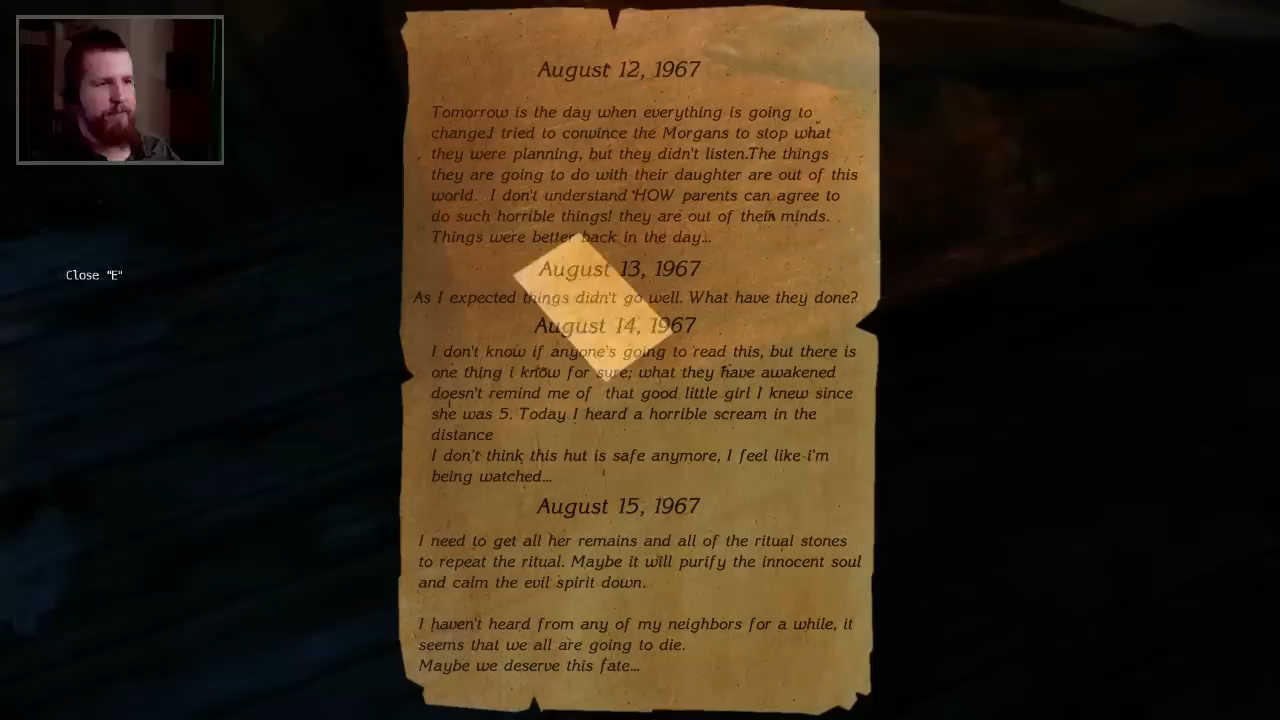 August 12, 1967
Tomorrow is the day when everything is going to
change.I tried to convince the Morgans to stop what
they were planning, but they didn't listen.The things
they are going to do with their daughter are out of this
world. I don't understand HOW parents can agree to
do such horrible things! they are out of their minds.
Things were better back in the day...
August 13, 1967
As I expected things didn't go well. What have they done?
August 14, 1967
Close "E"
I don't know if anyone's going to read this, but there is
one thing i know for sure; what they have awakened
doesn't remind me of that good little girl I knew since
she was 5. Today I heard a horrible scream in the
distance
I don't think this hut is safe anymore, I feel like i'm
being watched...
August 15, 1967
I need to get all her remains and all of the ritual stones
to repeat the ritual. Maybe it will purify the innocent soul
and calm the evil spirit down.
I haven't heard from any of my neighbors for a while, it
seems that we all are going to die.
Maybe we deserve this fate...